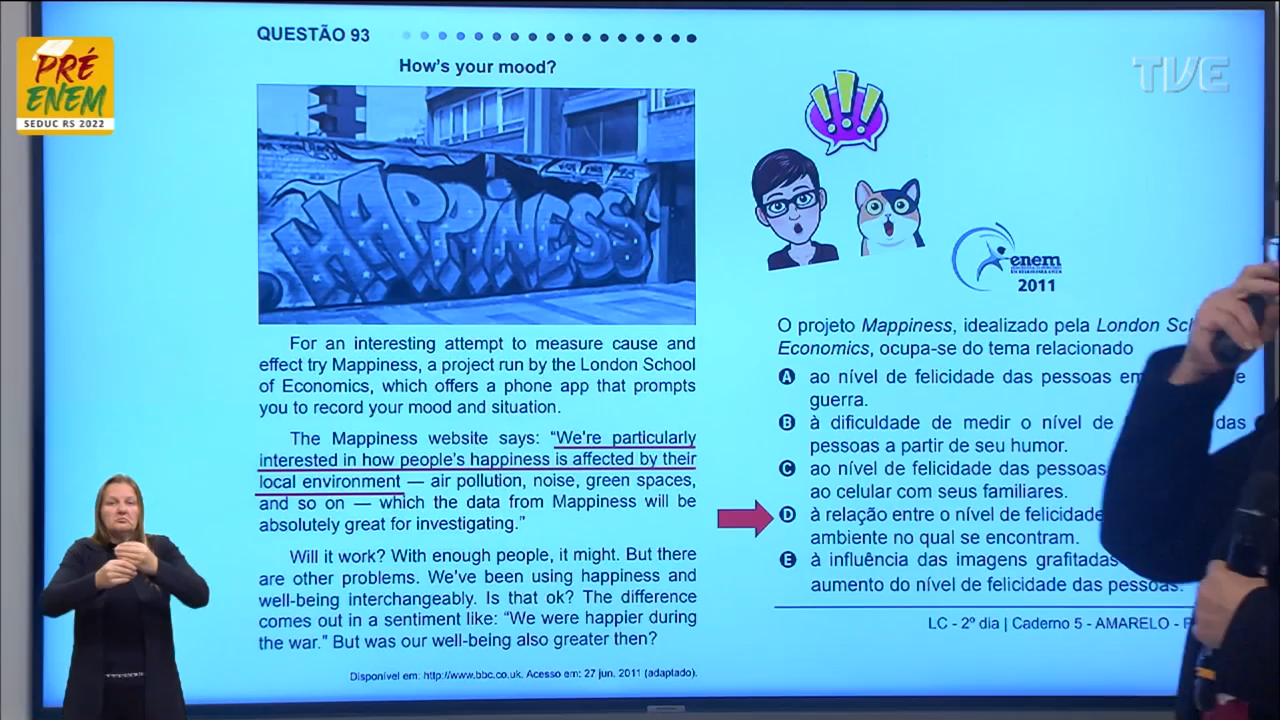 PRÉ
ENEM
SEDUC RS 2022
TVE
QUESTÃO 93
How's your mood?
HAPPINESS
For an interesting attempt to measure cause and
effect try Mappiness, a project run by the London School
of Economics, which offers a phone app that prompts
you to record your mood and situation.
The Mappiness website says: “We're particularly
interested in how people's happiness is affected by their
local environment — air pollution, noise, green spaces,
and so on — which the data from Mappiness will be
absolutely great for investigating.”
Will it work? With enough people, it might. But there
are other problems. We've been using happiness and
well-being interchangeably. Is that ok? The difference
comes out in a sentiment like: “We were happier during
the war.” But was our well-being also greater then?
Disponível em: http://www.bbc.co.uk. Acesso em: 27 jun. 2011 (adaptado).
!!!
enem
2011
O projeto Mappiness, idealizado pela London
Economics, ocupa-se do tema relacionado
A ao nível de felicidade das pessoas
guerra.
B à dificuldade de medir o nível de
pessoas a partir de seu humor.
C ao nível de felicidade das pessoas
ao celular com seus familiares.
D à relação entre o nível de felicidade
ambiente no qual se encontram.
E à influência das imagens grafitadas
aumento do nível de felicidade das pessoas.
LC - 2º dia | Caderno 5 - AMARELO -